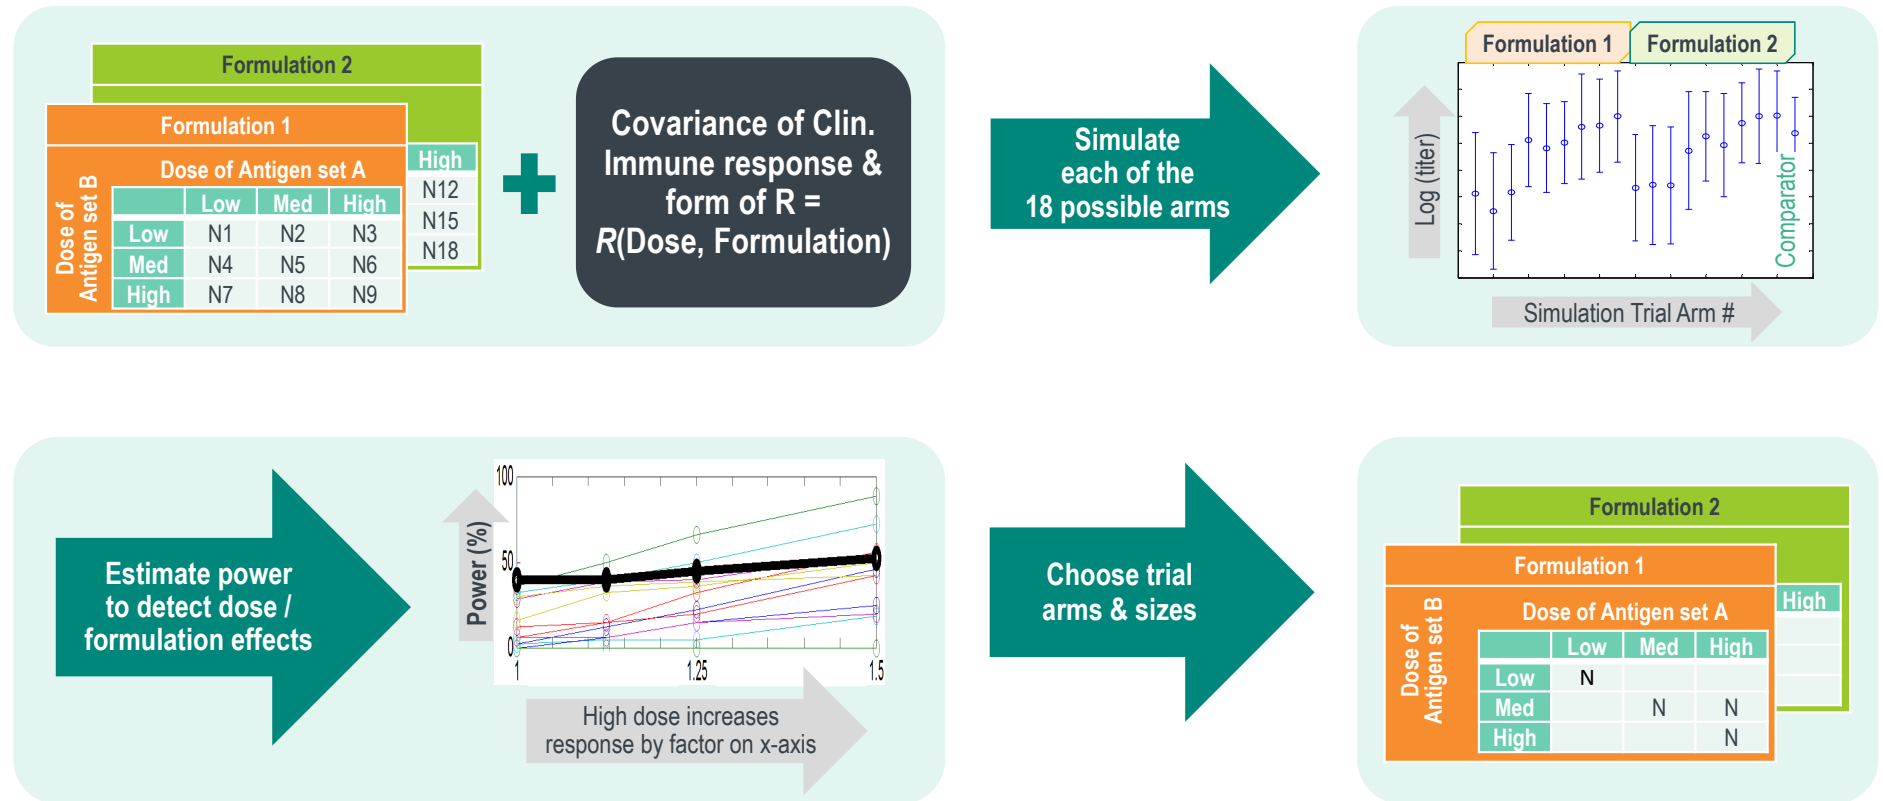 Formulation 2
High
N12
N15
N18
Formulation 1
Dose of Antigen set A
Dose of
Antigen set B
Low Med High
Low N1 N2 N3
Med N4 N5 N6
High N7 N8 N9
Covariance of Clin.
Immune response &
form of R =
R(Dose, Formulation)
Simulate
each of the
18 possible arms
Formulation 1
Formulation 2
Log (titer)
Comparator
Simulation Trial Arm #
Estimate power
to detect dose /
formulation effects
Power (%)
100
50
0
1 1.25 1.5
High dose increases
response by factor on x-axis
Choose trial
arms & sizes
Formulation 2
High
Formulation 1
Dose of Antigen set A
Dose of
Antigen set B
Low Med High
Low N
Med N N
High N